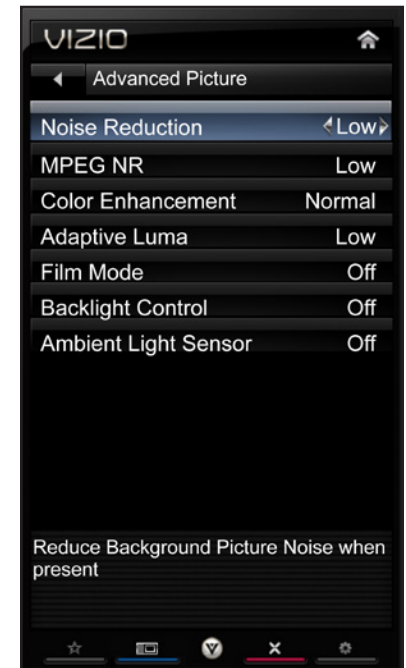 VIZIO
Advanced Picture
Noise Reduction Low
MPEG NR Low
Color Enhancement Normal
Adaptive Luma Low
Film Mode Off
Backlight Control Off
Ambient Light Sensor Off
Reduce Background Picture Noise when
present
V